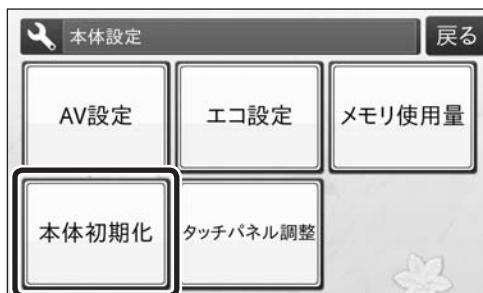 本体設定
戻る
AV設定
エコ設定
メモリ使用量
本体初期化
タッチパネル調整